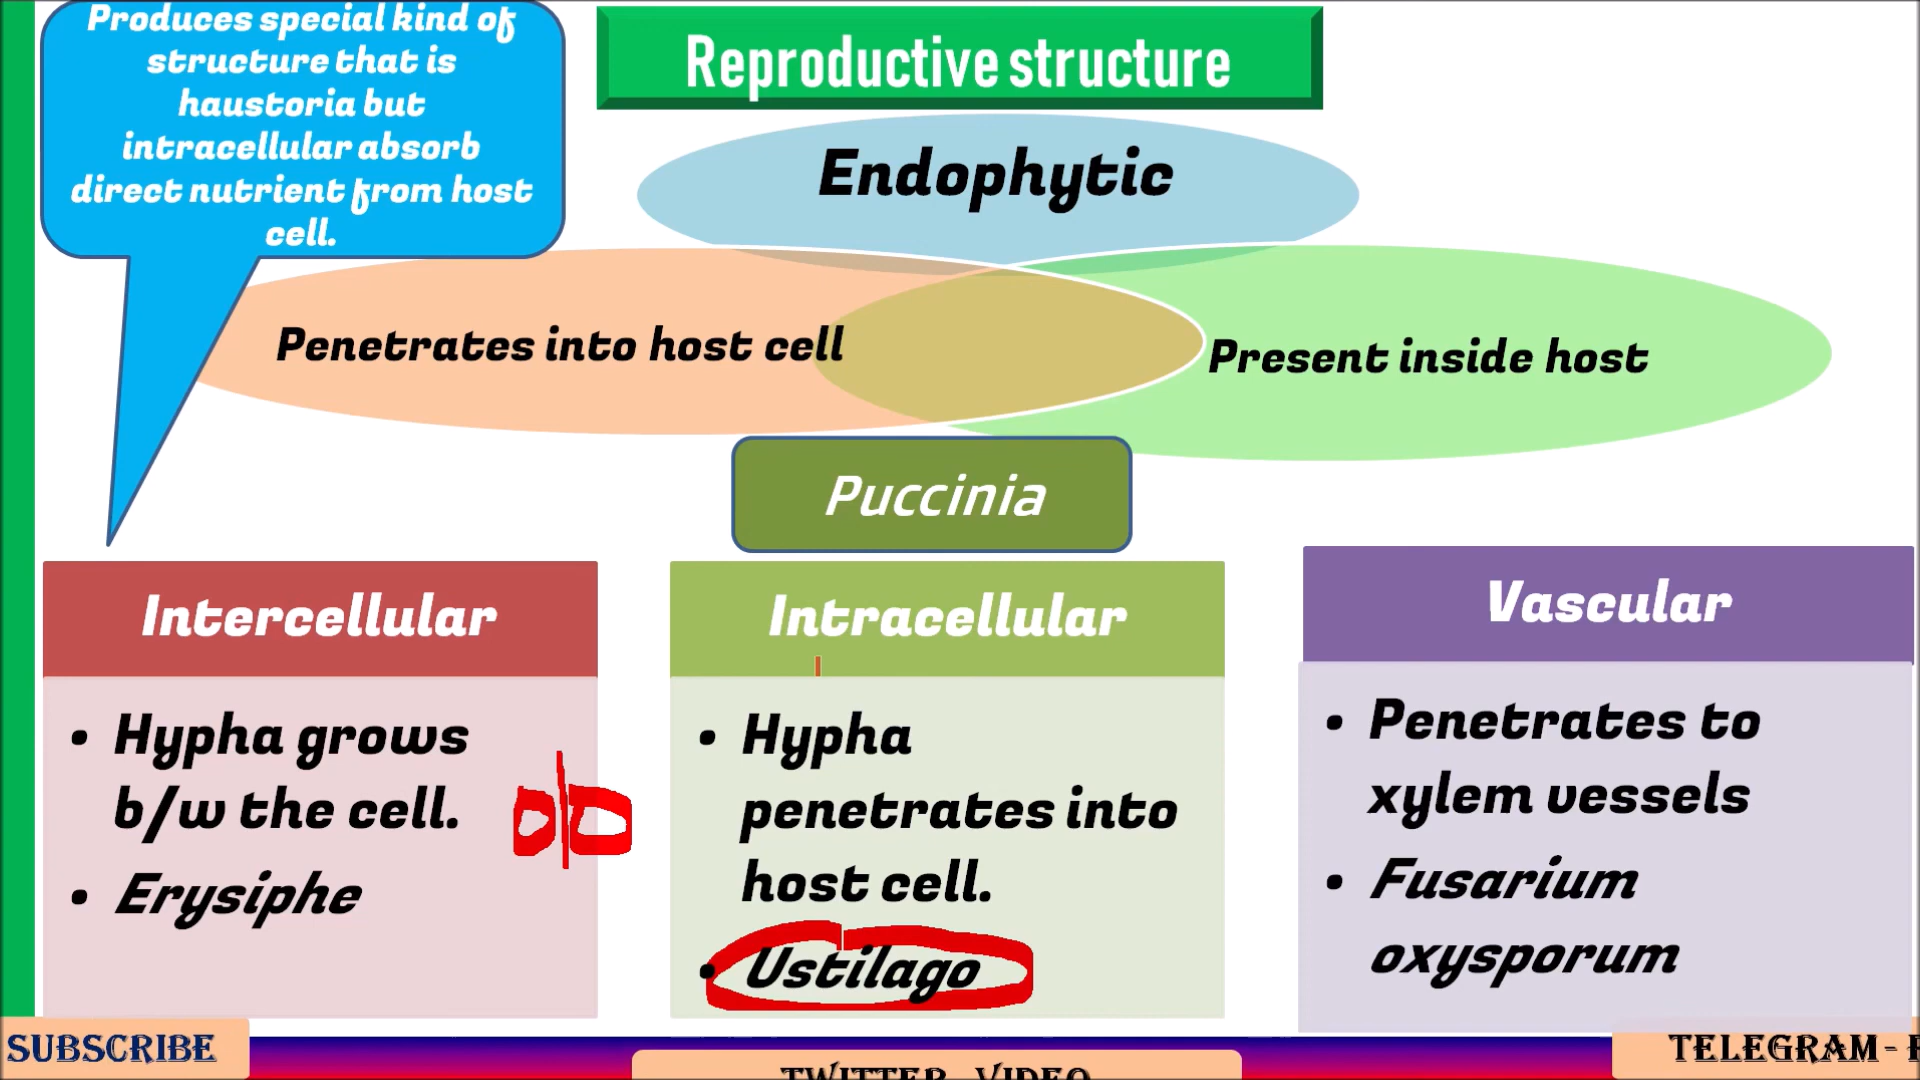 Produces special kind of
structure that is
haustoria but
intracellular absorb
direct nutrient from host
cell.
Reproductive structure
Endophytic
Penetrates into host cell
Present inside host
Puccinia
Intercellular
• Hypha grows
b/w the cell.
• Erysiphe
Intracellular
• Hypha
penetrates into
host cell.
• Ustilago
Vascular
• Penetrates to
xylem vessels
• Fusarium
oxysporum
SUBSCRIBE
TWITTER - VIDEO
TELEGRAM -